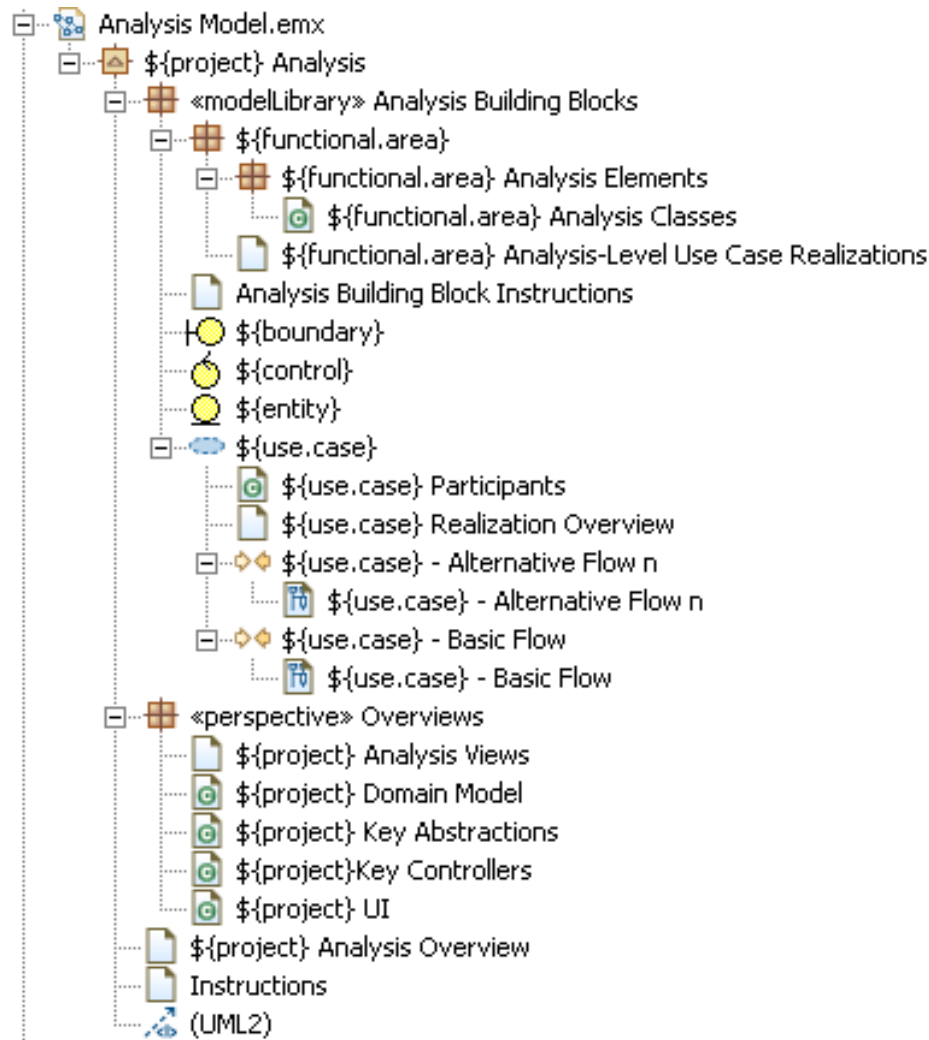 Analysis Model.emx
${project} Analysis
«modelLibrary» Analysis Building Blocks
${functional.area}
${functional.area} Analysis Elements
${functional.area} Analysis Classes
${functional.area} Analysis-Level Use Case Realizations
Analysis Building Block Instructions
${boundary}
${control}
${entity}
${use.case}
${use.case} Participants
${use.case} Realization Overview
${use.case} - Alternative Flow n
${use.case} - Alternative Flow n
${use.case} - Basic Flow
${use.case} - Basic Flow
«perspective» Overviews
${project} Analysis Views
${project} Domain Model
${project} Key Abstractions
${project}Key Controllers
${project} UI
${project} Analysis Overview
Instructions
(UML2)